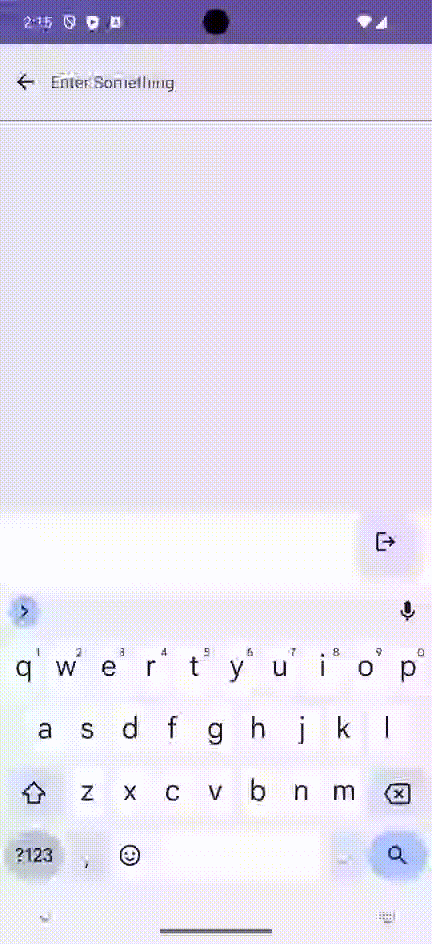 2:15
Enter Something
1 2 3 4 5 6 7 8 9 0
q w e r t y u i o p
a s d f g h j k l
z x c v b n m
?123 , .